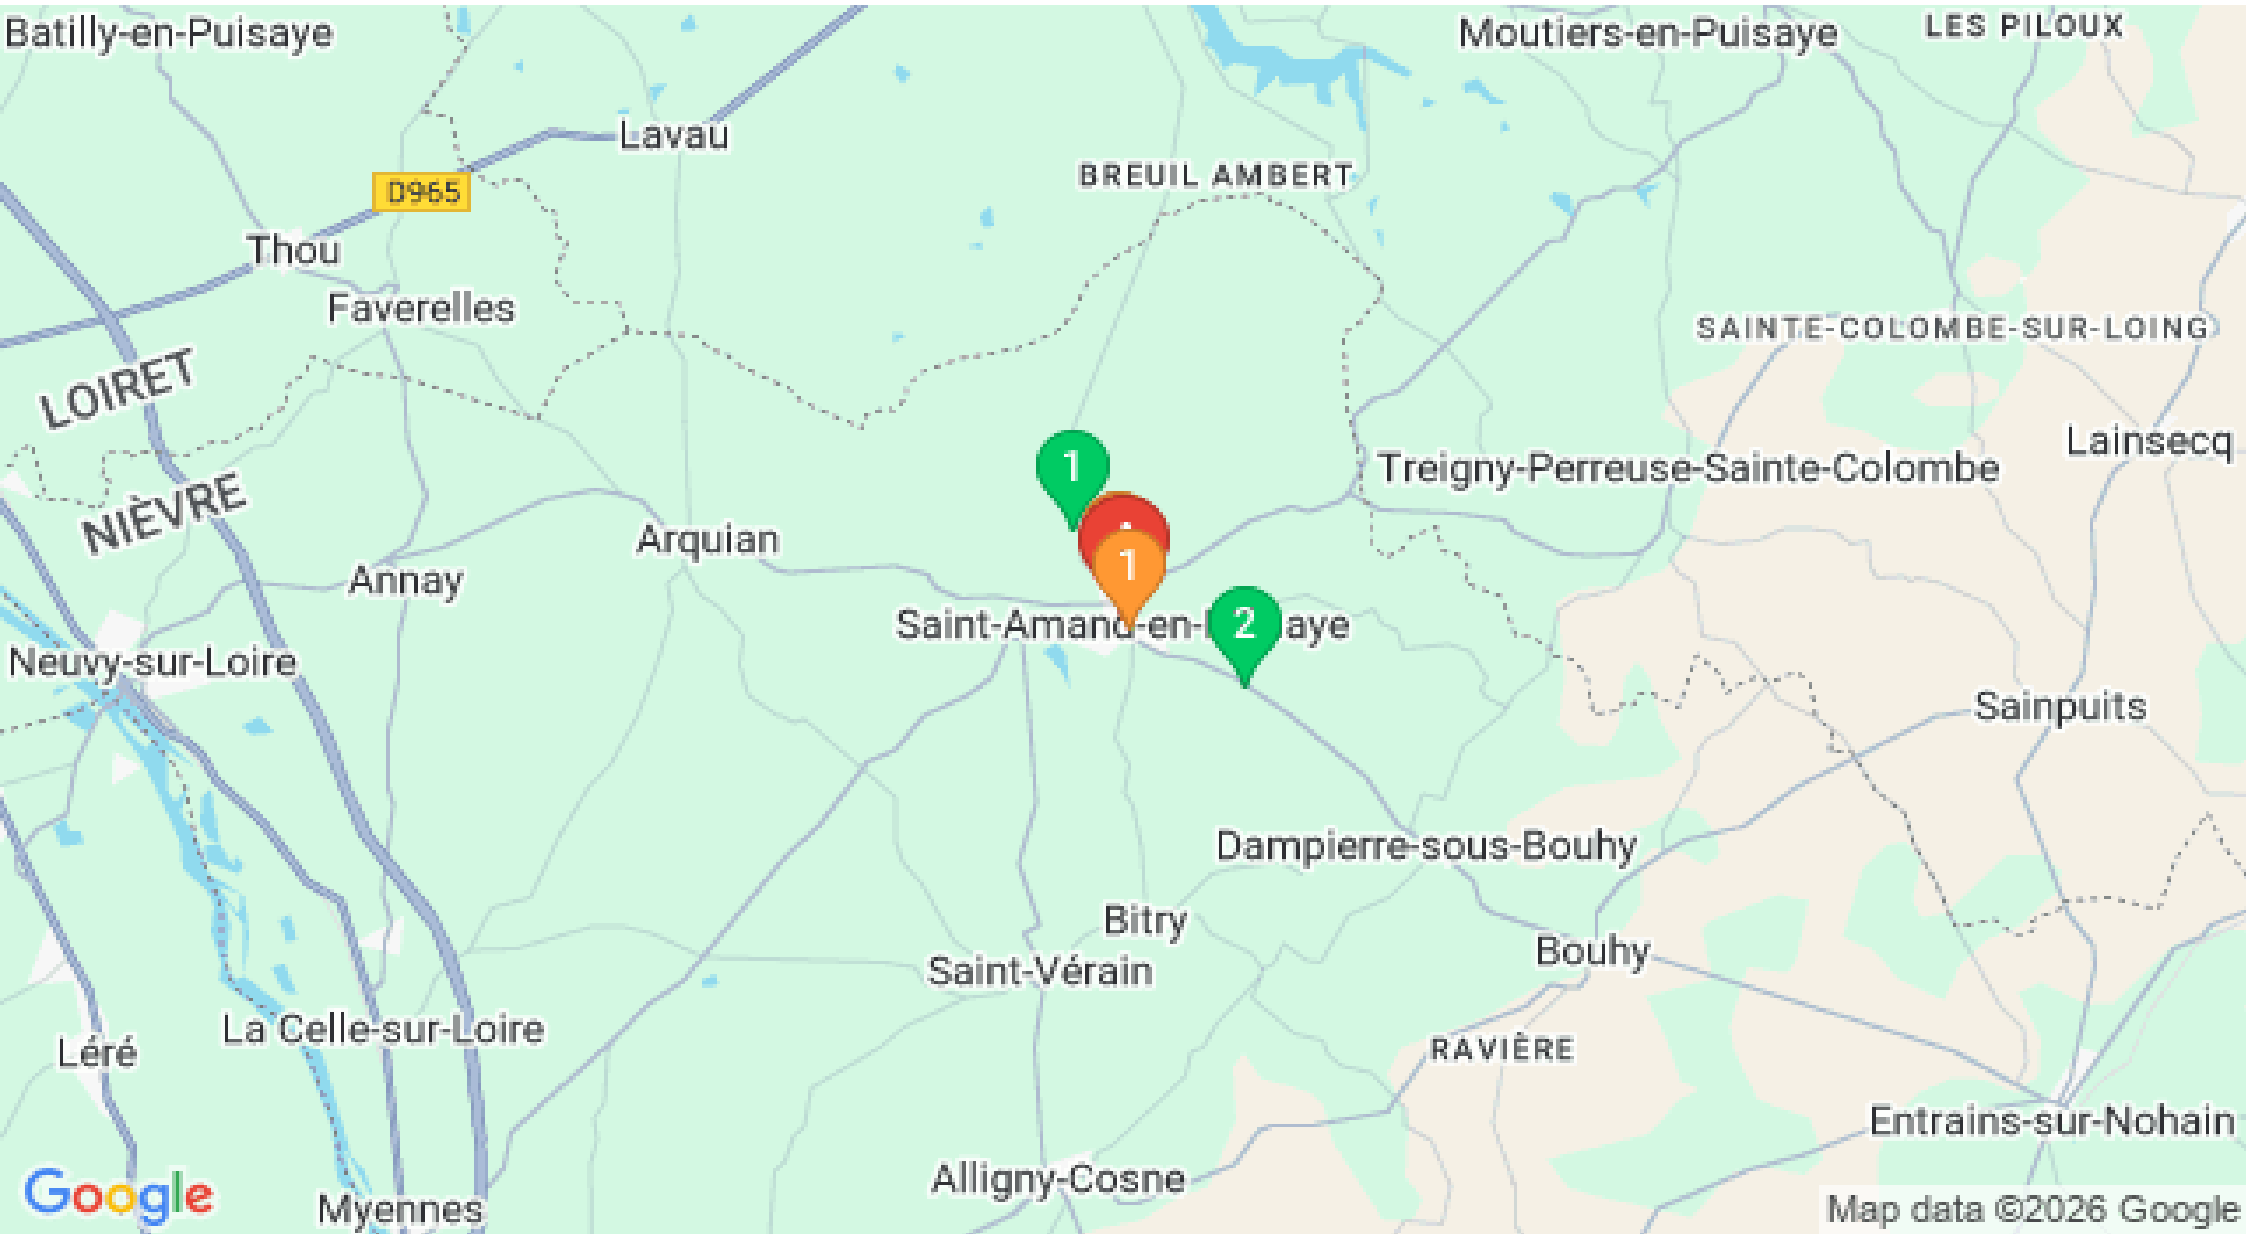 Batilly-en-Puisaye
Moutiers-en-Puisaye
LES PILOUX
Lavau
BREUIL AMBERT
D965
Thou
Faverelles
SAINTE-COLOMBE-SUR-LOING
LOIRET
Lainsecq
1
Treigny-Perreuse-Sainte-Colombe
NIÈVRE
Arquian
1
Annay
Saint-Amand-en-
aye
2
Neuvy-sur-Loire
Sainpuits
Dampierre-sous-Bouhy
Bitry
Bouhy
Saint-Vérain
La Celle-sur-Loire
Léré
RAVIÈRE
Entrains-sur-Nohain
Alligny-Cosne
Google
Myennes
Map data ©2026 Google